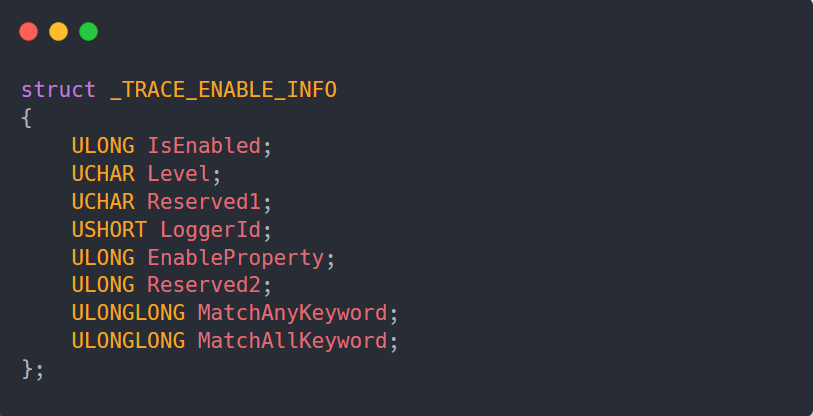 struct _TRACE_ENABLE_INFO
{
    ULONG IsEnabled;
    UCHAR Level;
    UCHAR Reserved1;
    USHORT LoggerId;
    ULONG EnableProperty;
    ULONG Reserved2;
    ULONGLONG MatchAnyKeyword;
    ULONGLONG MatchAllKeyword;
};